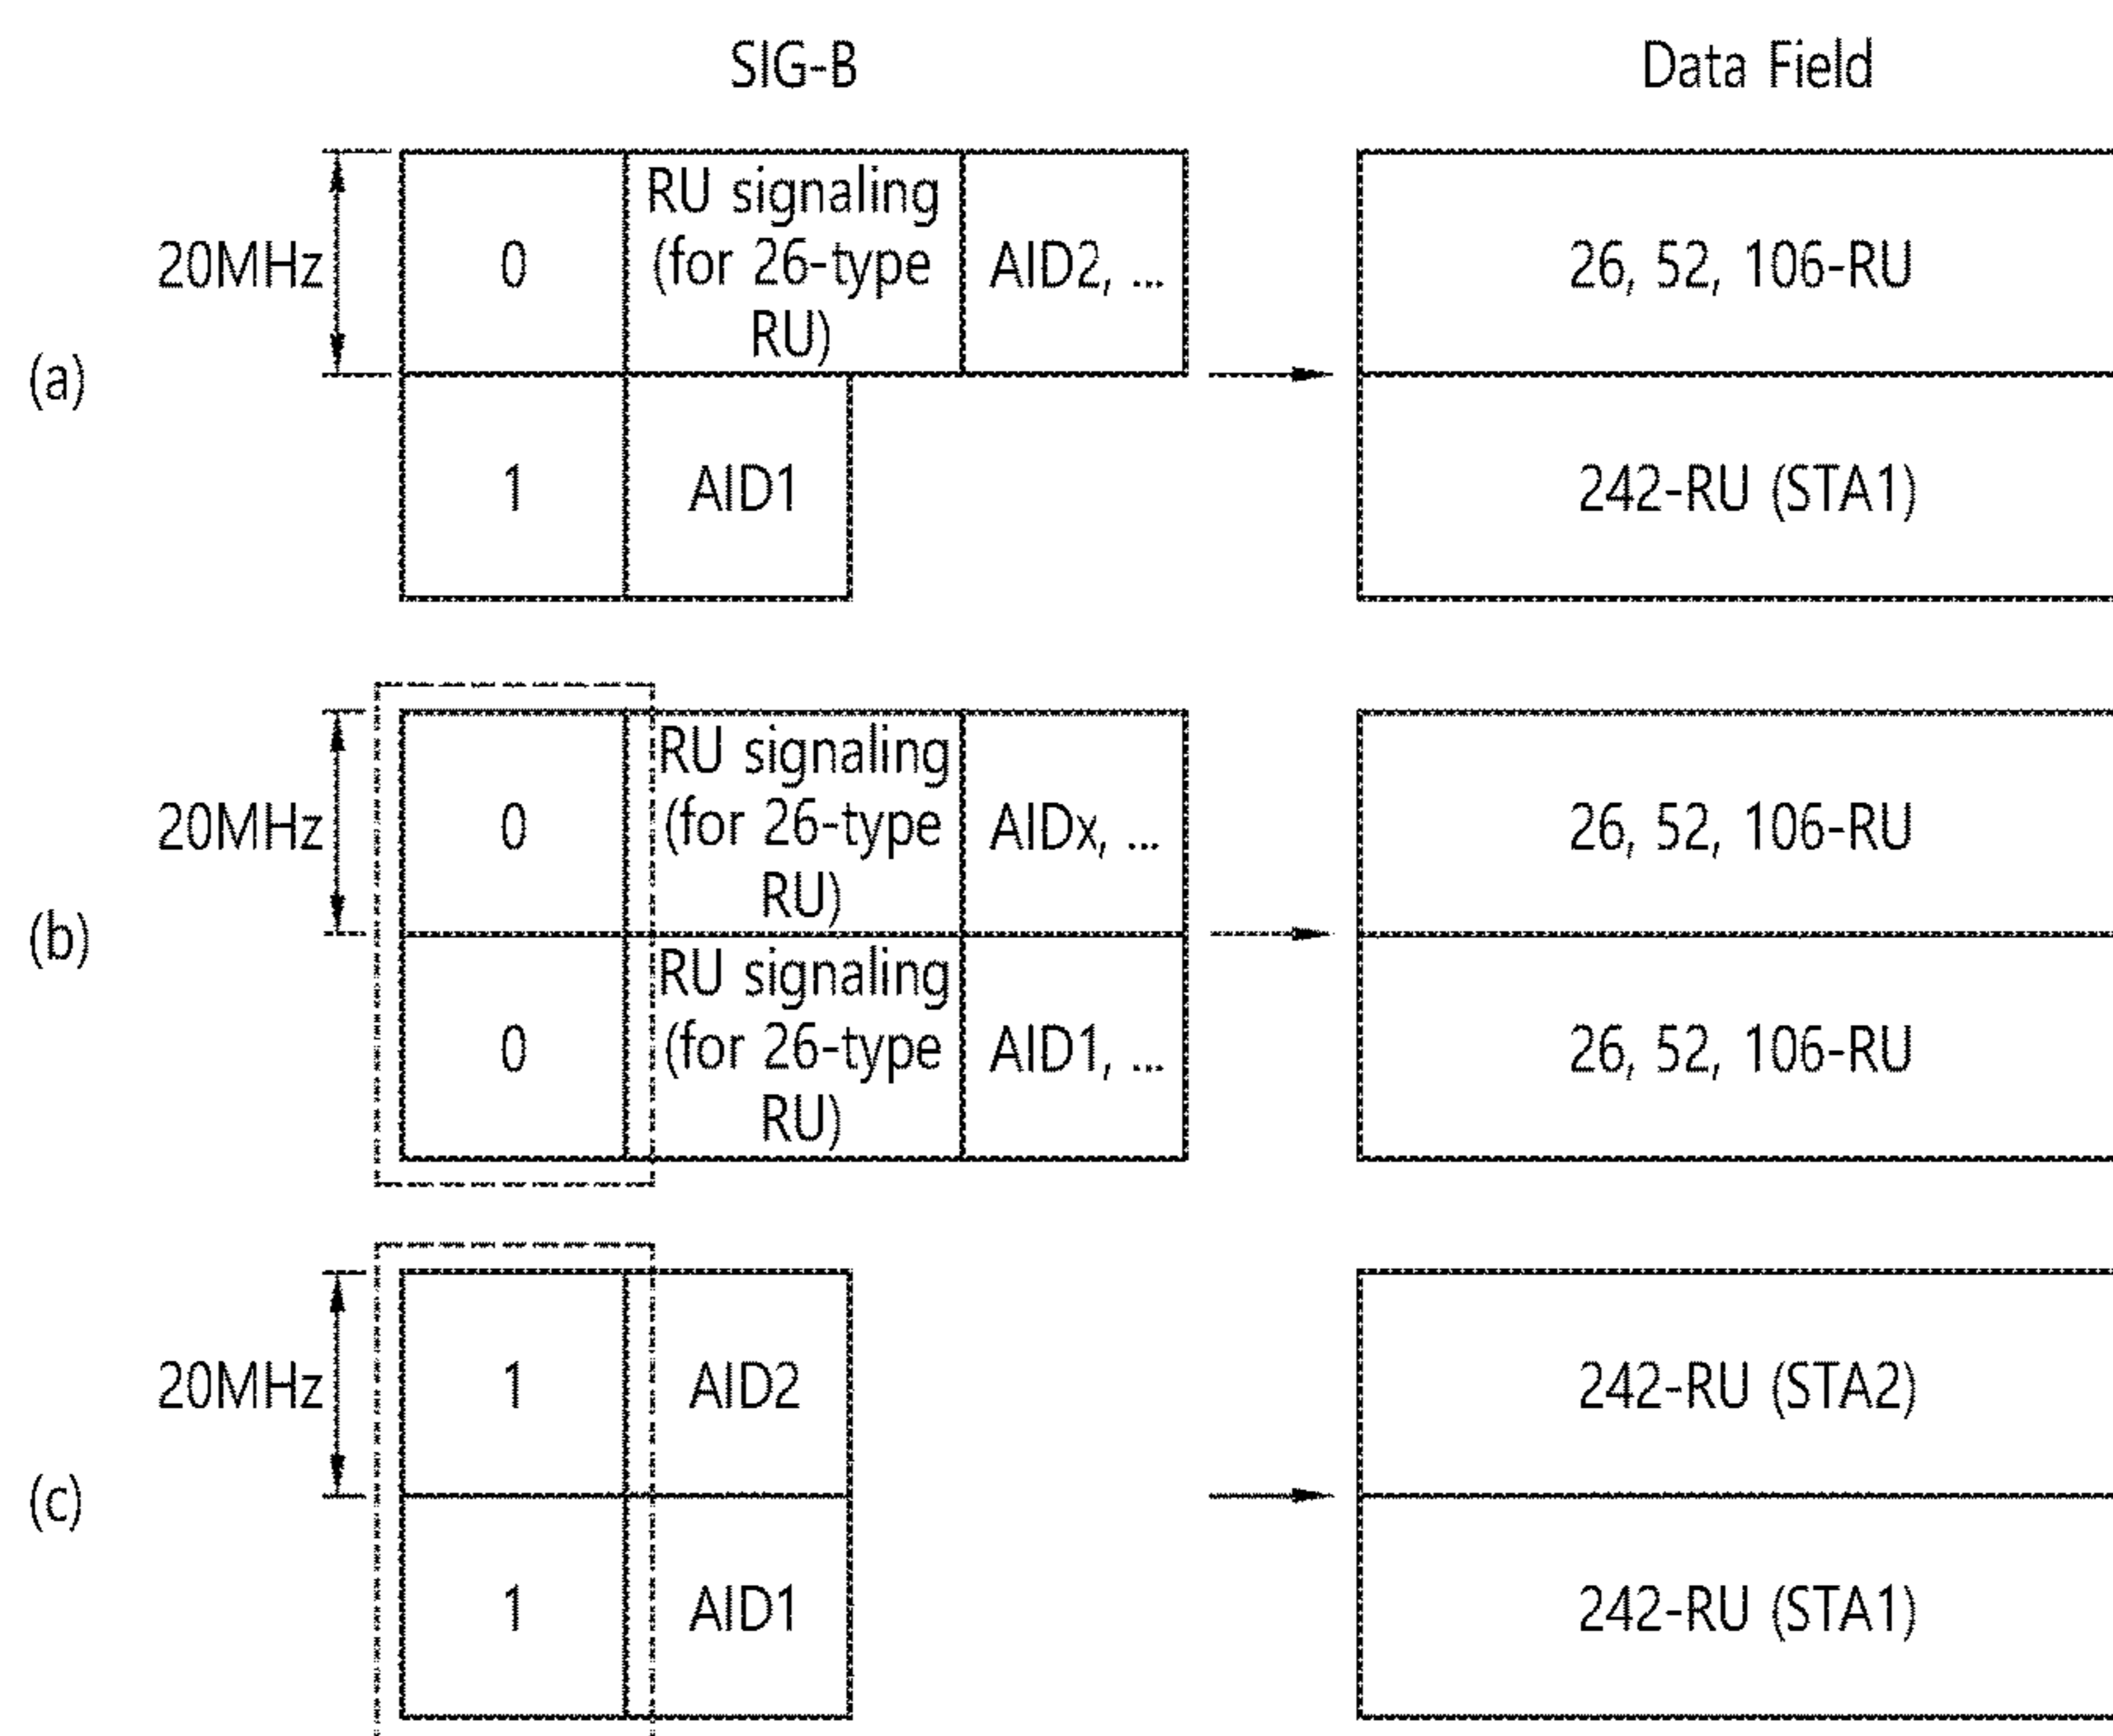 SIG-B
Data Field
(a)
20MHz
0
RU signaling
(for 26-type
RU)
AID2, ...
26, 52, 106-RU
1
AID1
242-RU (STA1)
(b)
20MHz
0
RU signaling
(for 26-type
RU)
AIDx, ...
26, 52, 106-RU
0
RU signaling
(for 26-type
RU)
AID1, ...
26, 52, 106-RU
(c)
20MHz
1
AID2
242-RU (STA2)
1
AID1
242-RU (STA1)